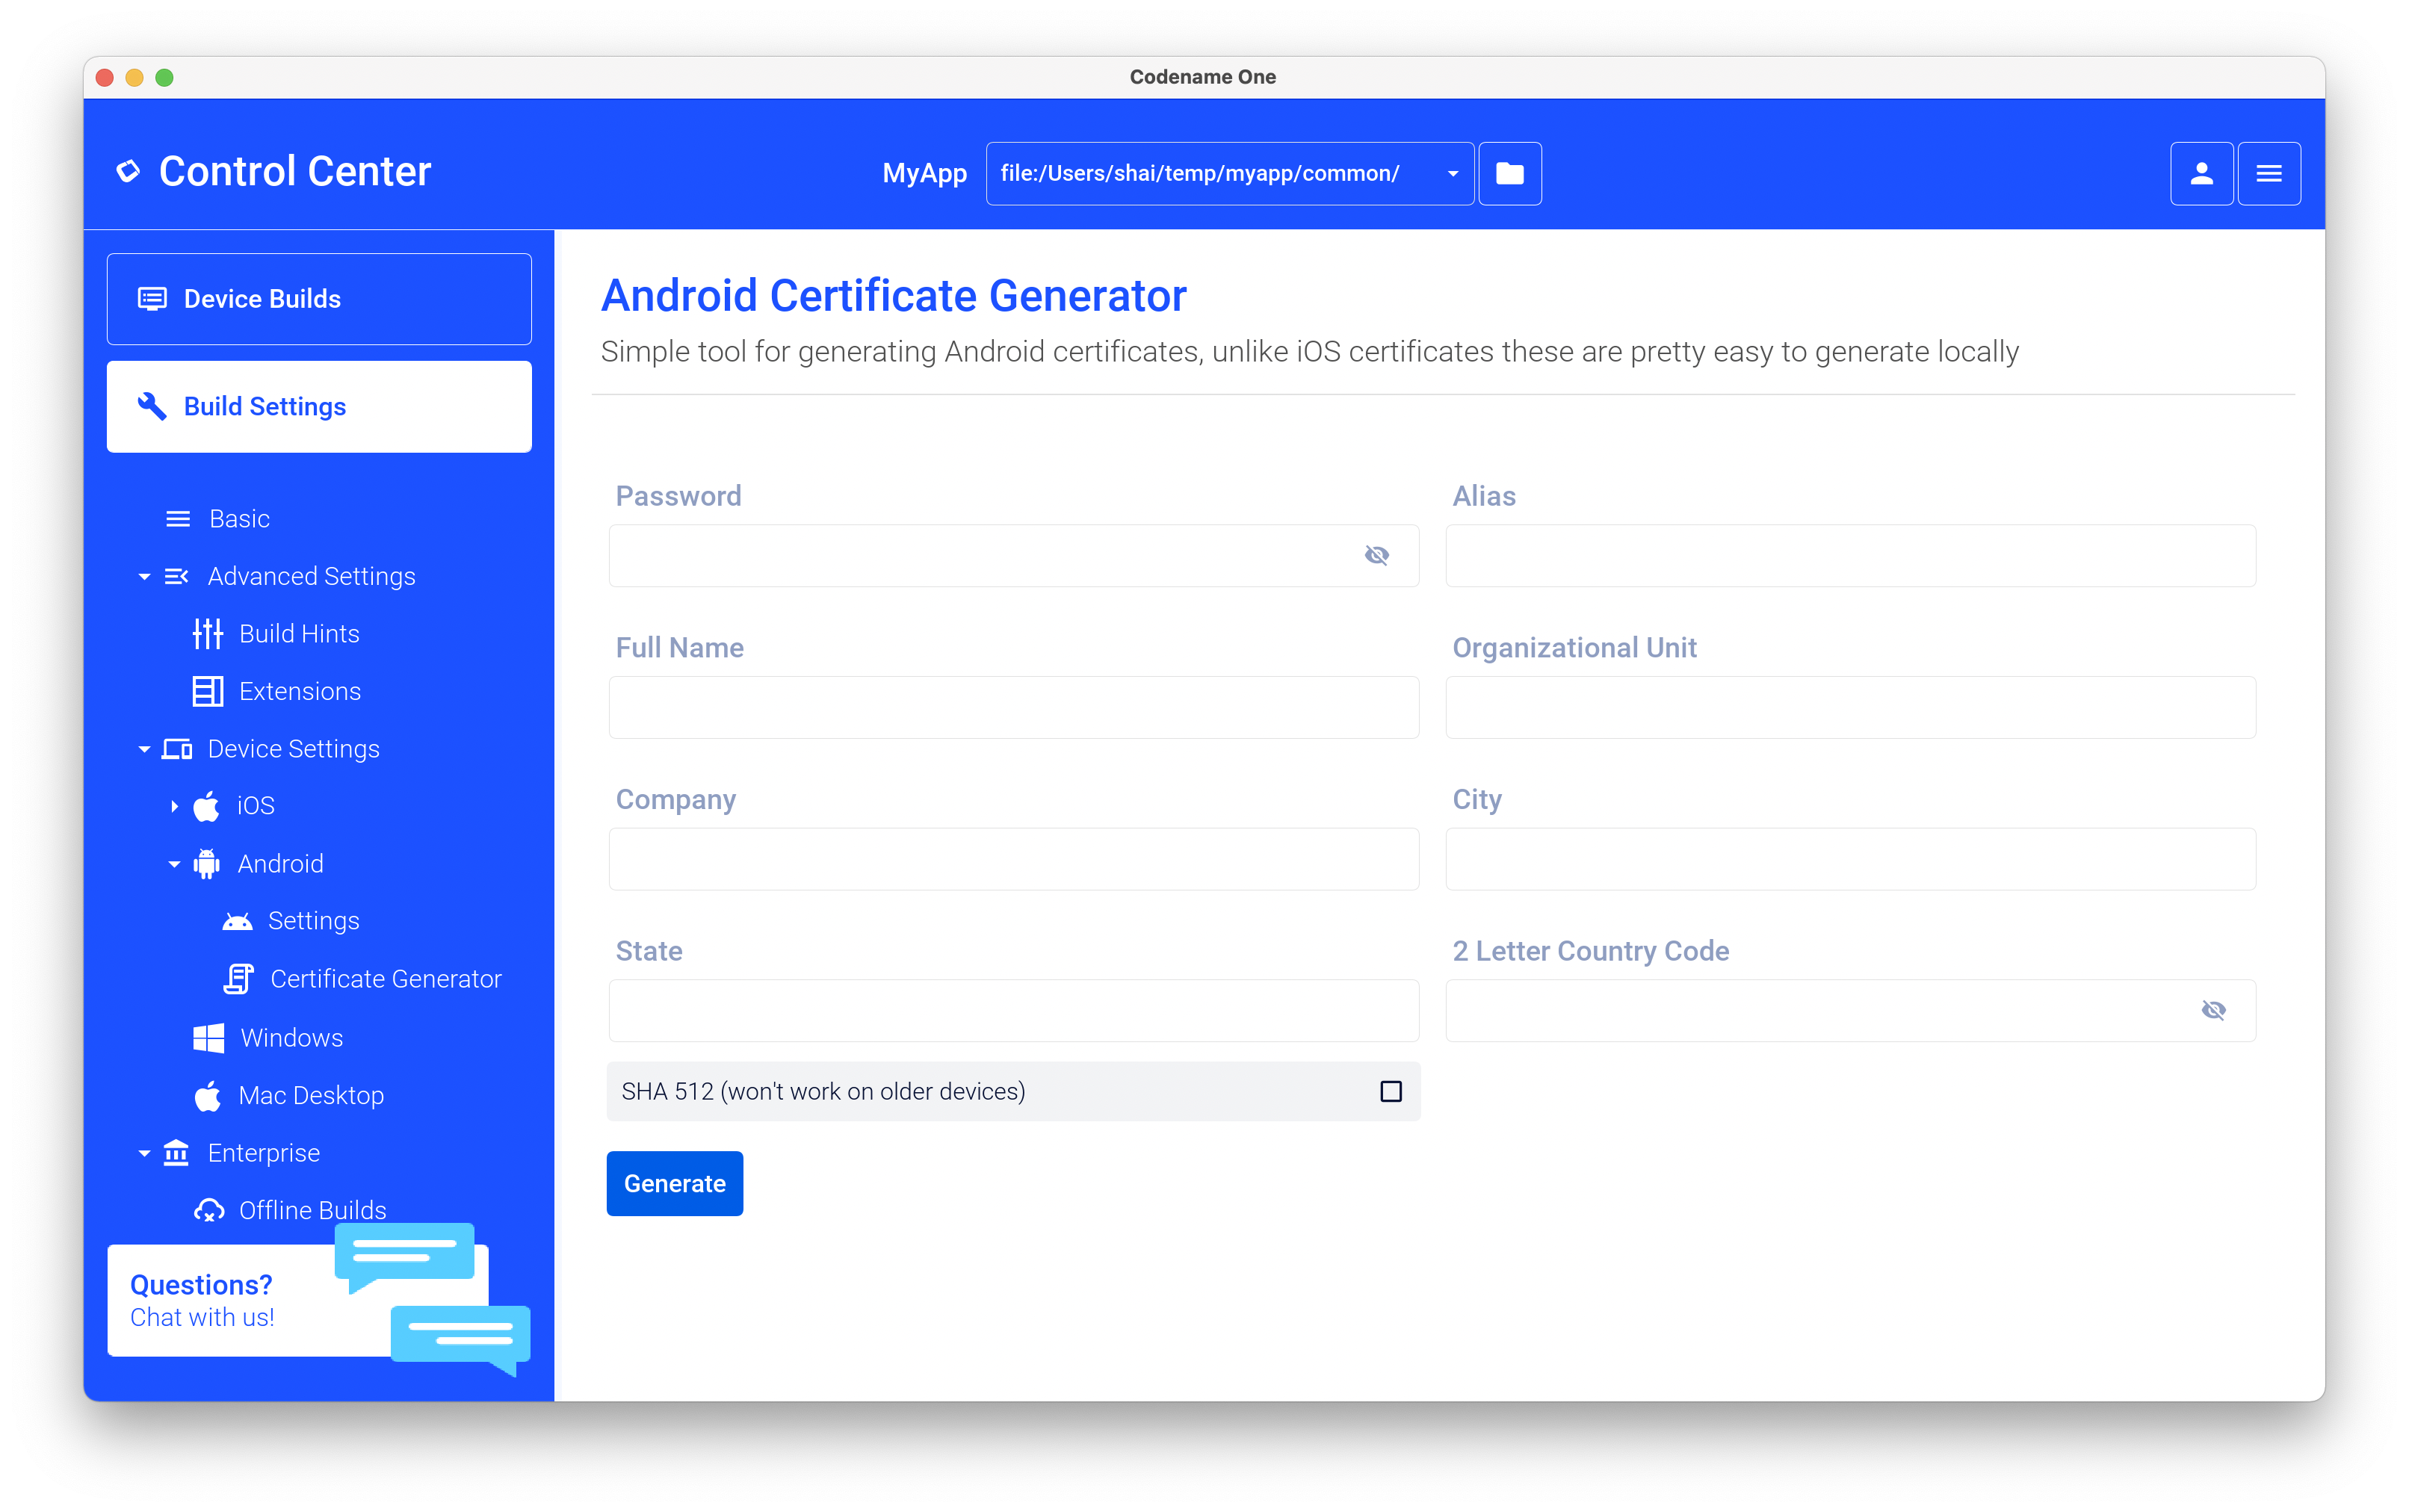 Codename One
Control Center
MyApp
file:/Users/shai/temp/myapp/common/
Device Builds
Build Settings
Basic
Advanced Settings
Build Hints
Extensions
Device Settings
iOS
Android
Settings
Certificate Generator
Windows
Mac Desktop
Enterprise
Offline Builds
Questions?
Chat with us!
Android Certificate Generator
Simple tool for generating Android certificates, unlike iOS certificates these are pretty easy to generate locally
Password
Alias
Full Name
Organizational Unit
Company
City
State
2 Letter Country Code
SHA 512 (won't work on older devices)
Generate